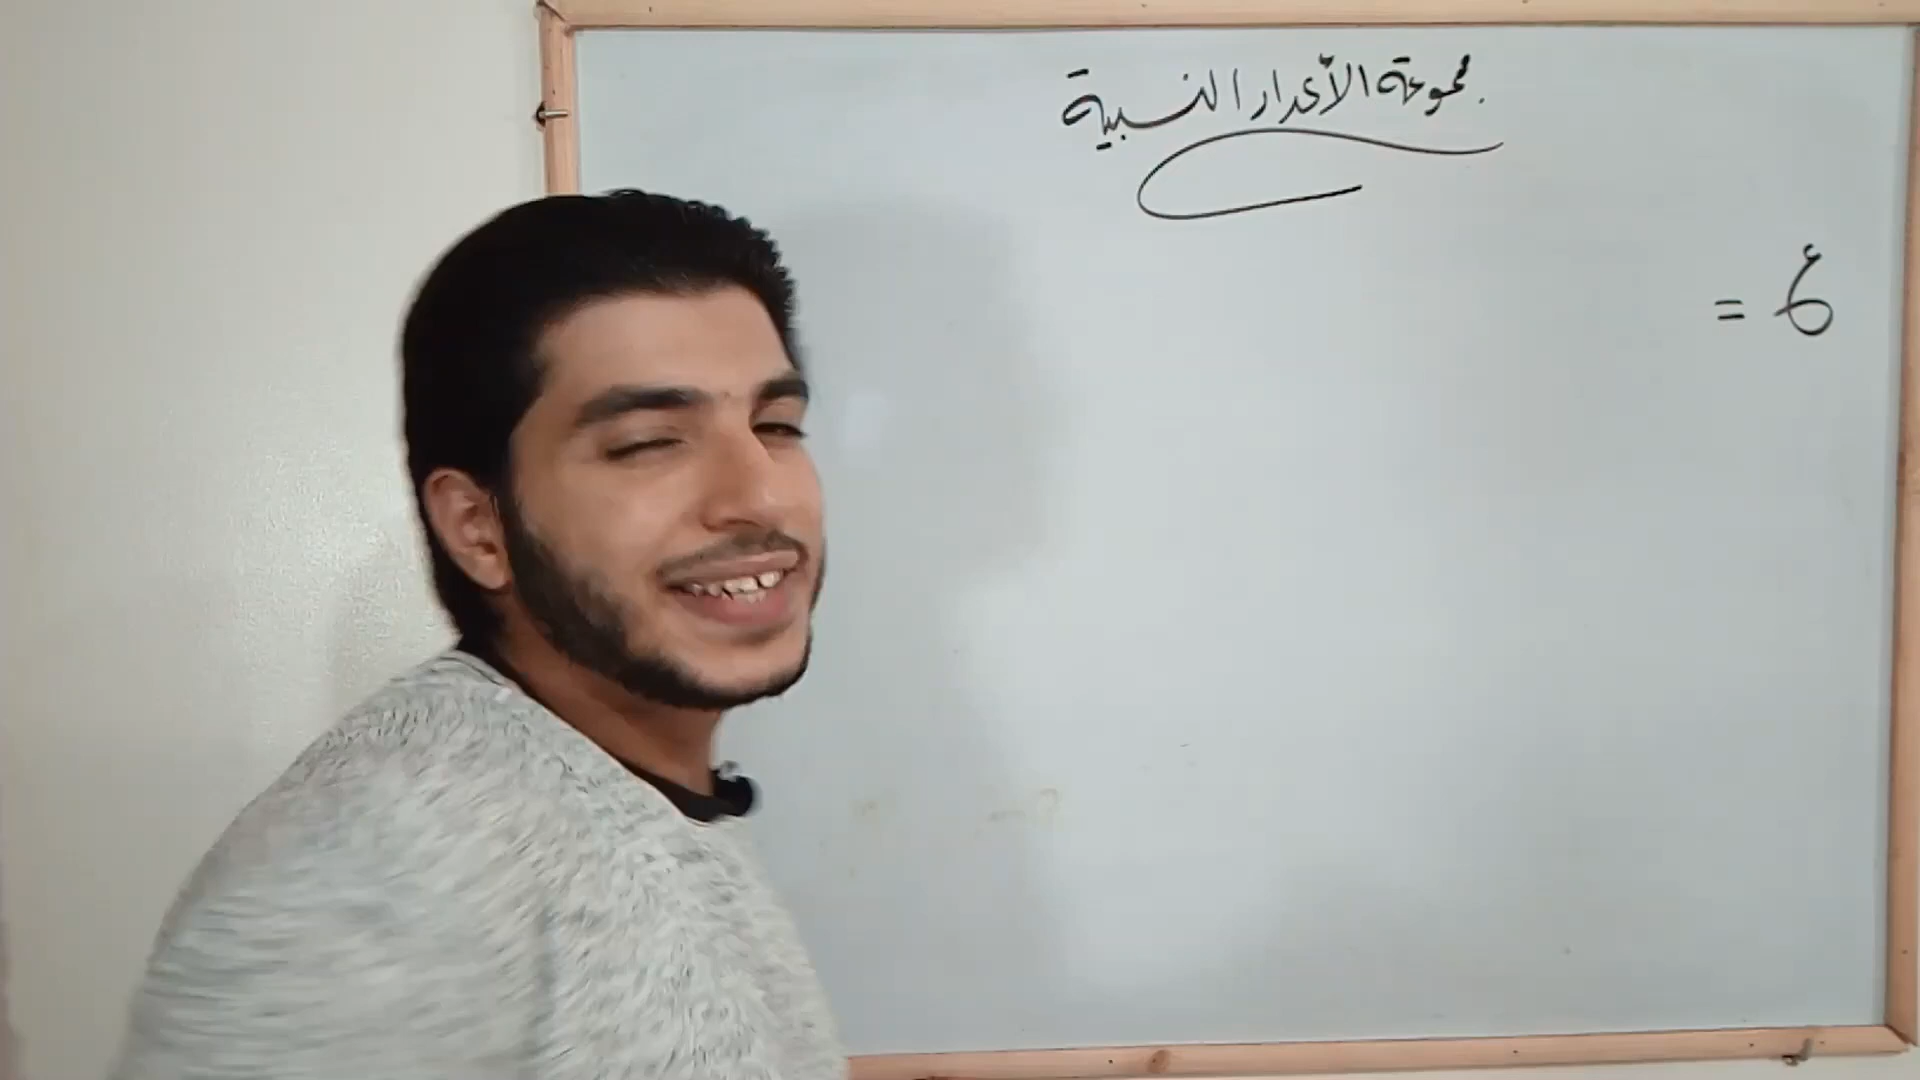 مجموعة الأعداد النسبية
ط =